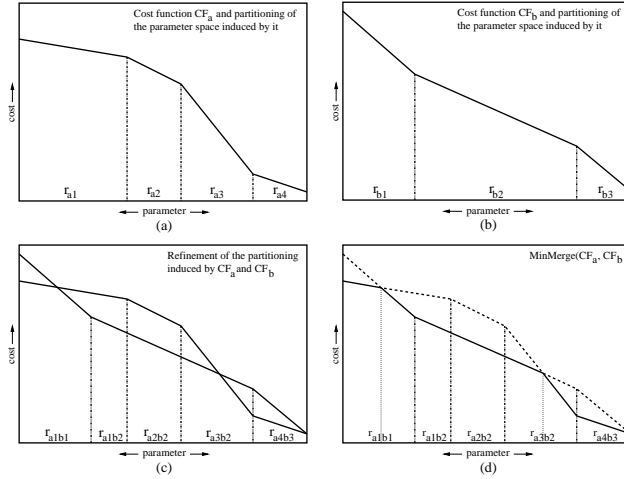 Cost function CF_a and partitioning of
the parameter space induced by it
cost
r_a1 r_a2 r_a3 r_a4
parameter
(a)
Cost function CF_b and partitioning of
the parameter space induced by it
cost
r_b1 r_b2 r_b3
parameter
(b)
Refinement of the partitioning
induced by CF_a and CF_b
cost
r_a1b1 r_a1b2 r_a2b2 r_a3b2 r_a4b3
parameter
(c)
MinMerge(CF_a, CF_b
cost
r_a1b1 r_a1b2 r_a2b2 r_a3b2 r_a4b3
parameter
(d)